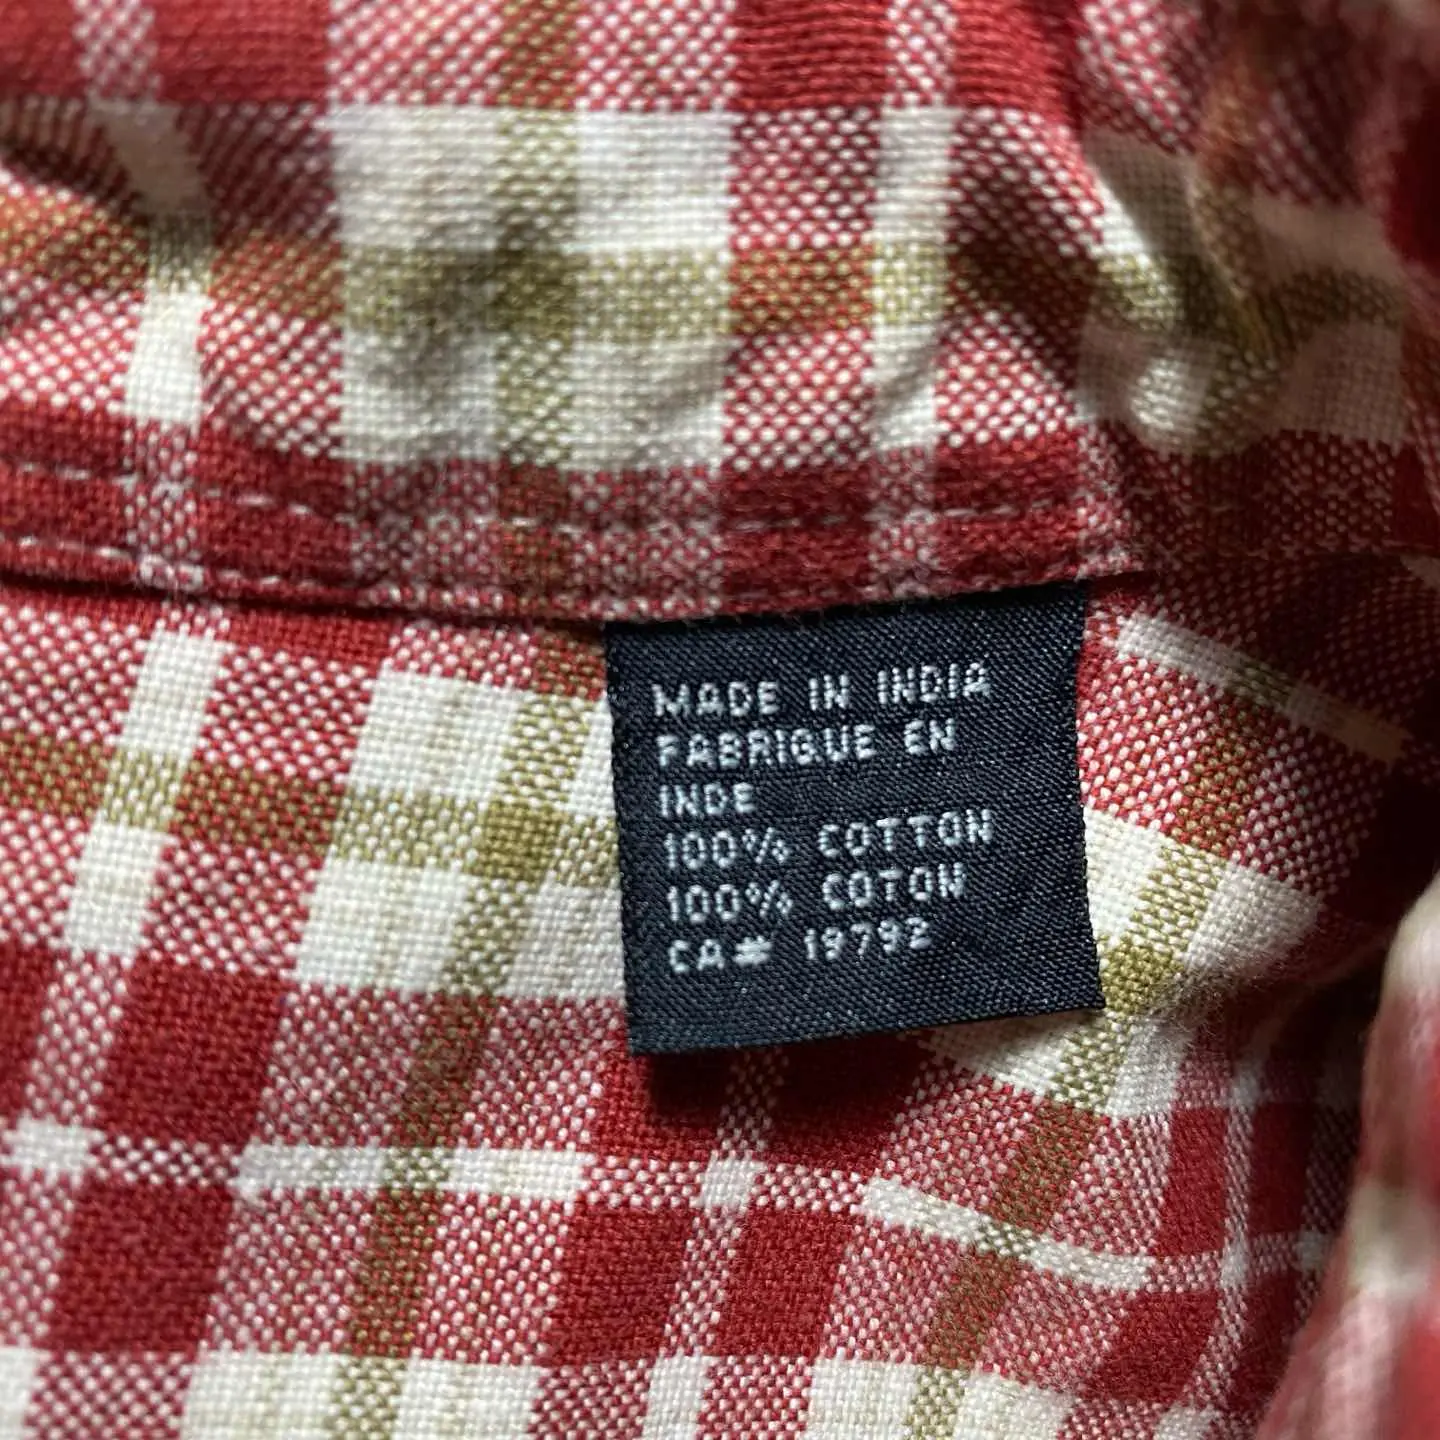 MADE IN INDIA
FABRIQUE EN
INDE
100% COTTON
100% COTON
CA# 19792